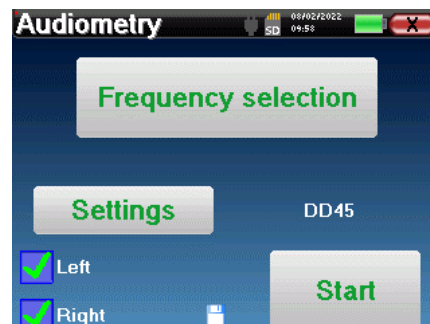 Audiometry
SD
08/02/2022
09:58
X
Frequency selection
Settings
DD45
Left
Start
Right